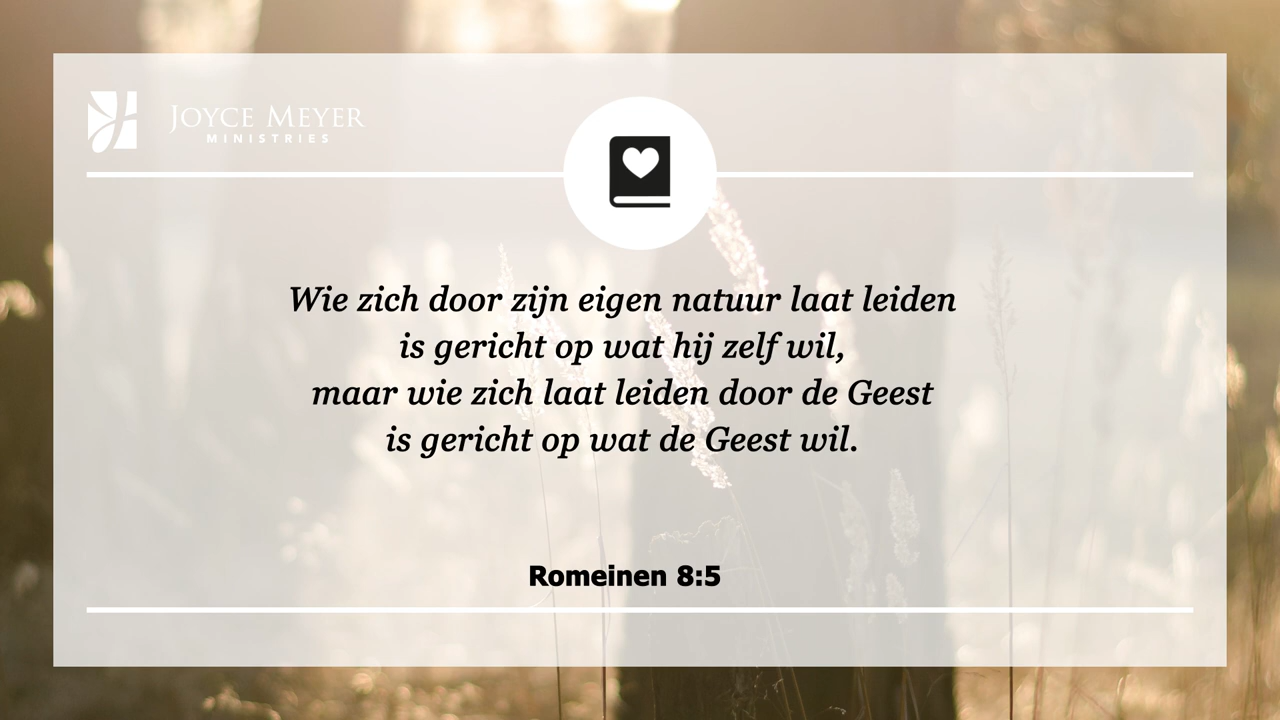 JOYCE MEYER
MINISTRIES
Wie zich door zijn eigen natuur laat leiden
is gericht op wat hij zelf wil,
maar wie zich laat leiden door de Geest
is gericht op wat de Geest wil.
Romeinen 8:5